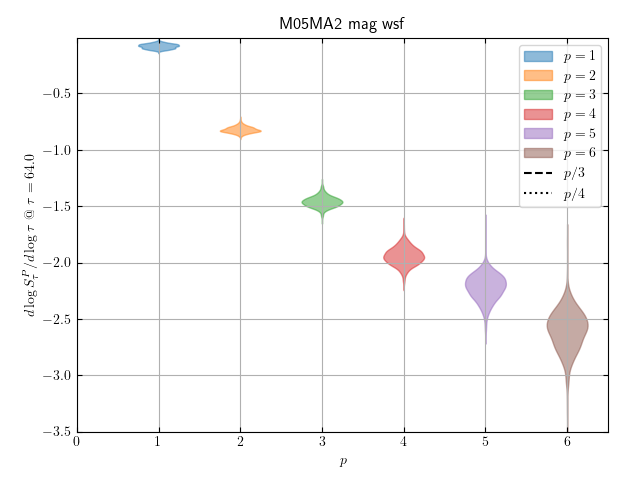 M05MA2 mag wsf
d log S_τ^P / d log τ @ τ = 64.0
−0.5
−1.0
−1.5
−2.0
−2.5
−3.0
−3.5
p = 1
p = 2
p = 3
p = 4
p = 5
p = 6
p/3
p/4
0 1 2 3 4 5 6
p